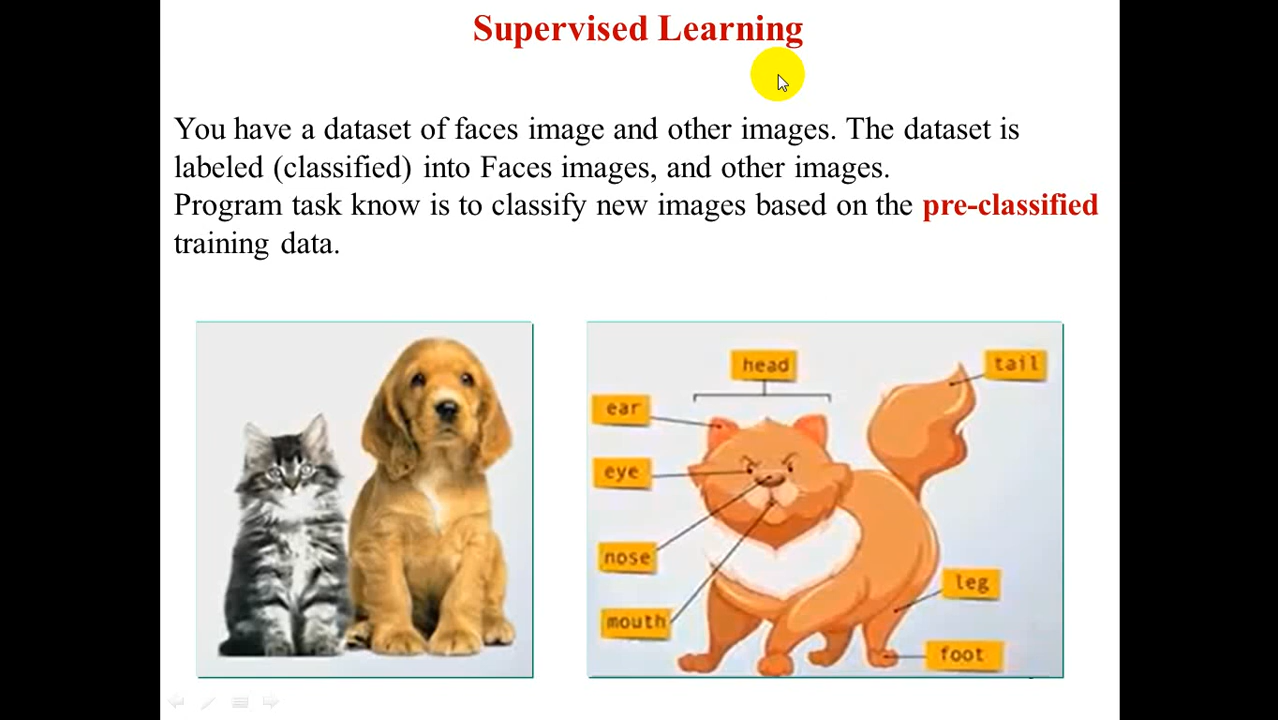 Supervised Learning
You have a dataset of faces image and other images. The dataset is
labeled (classified) into Faces images, and other images.
Program task know is to classify new images based on the pre-classified
training data.
head
tail
ear
eye
nose
leg
mouth
foot